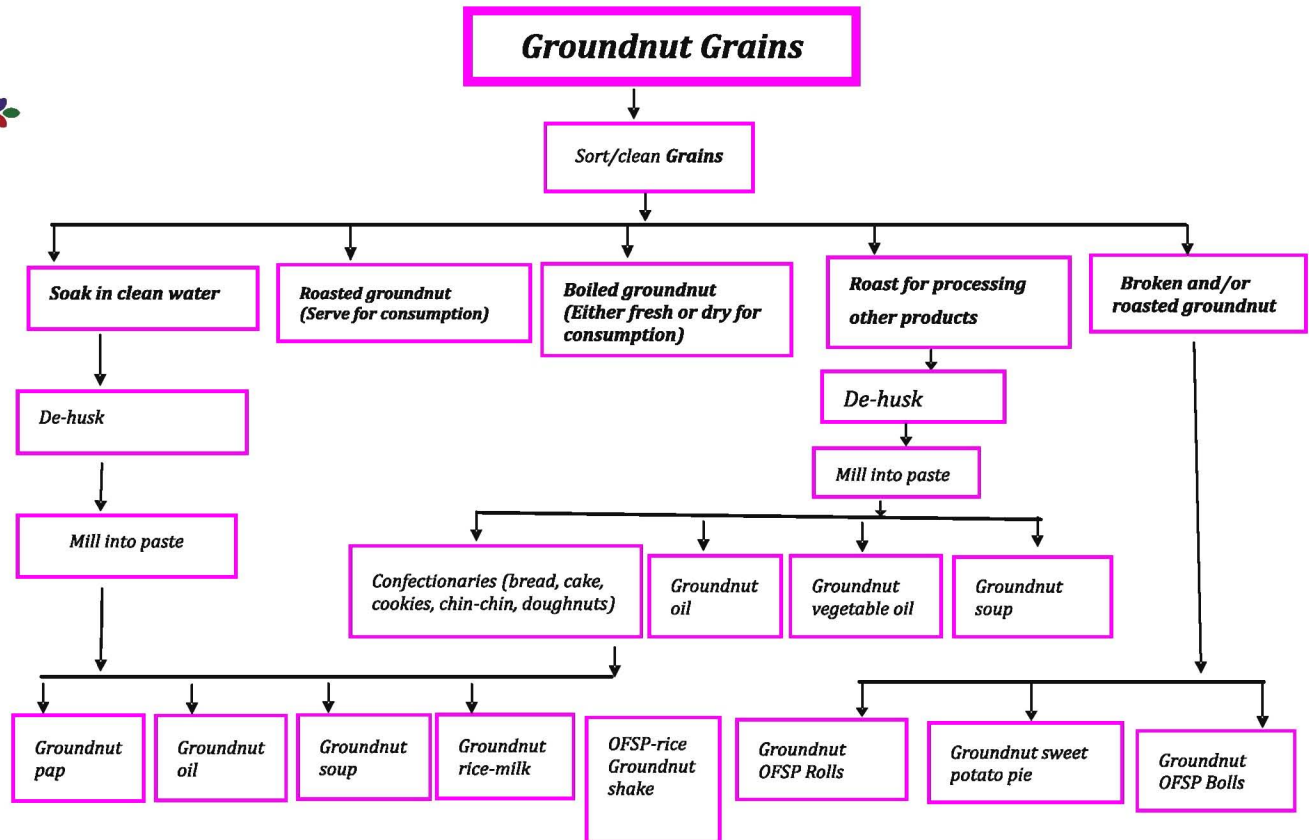 Groundnut Grains
Sort/clean Grains
Soak in clean water
Roasted groundnut
(Serve for consumption)
Boiled groundnut
(Either fresh or dry for
consumption)
Roast for processing
other products
Broken and/or
roasted groundnut
De-husk
De-husk
Mill into paste
Mill into paste
Confectionaries (bread, cake,
cookies, chin-chin, doughnuts)
Groundnut
oil
Groundnut
vegetable oil
Groundnut
soup
Groundnut
pap
Groundnut
oil
Groundnut
soup
Groundnut
rice-milk
OFSP-rice
Groundnut
shake
Groundnut
OFSP Rolls
Groundnut sweet
potato pie
Groundnut
OFSP Bolls